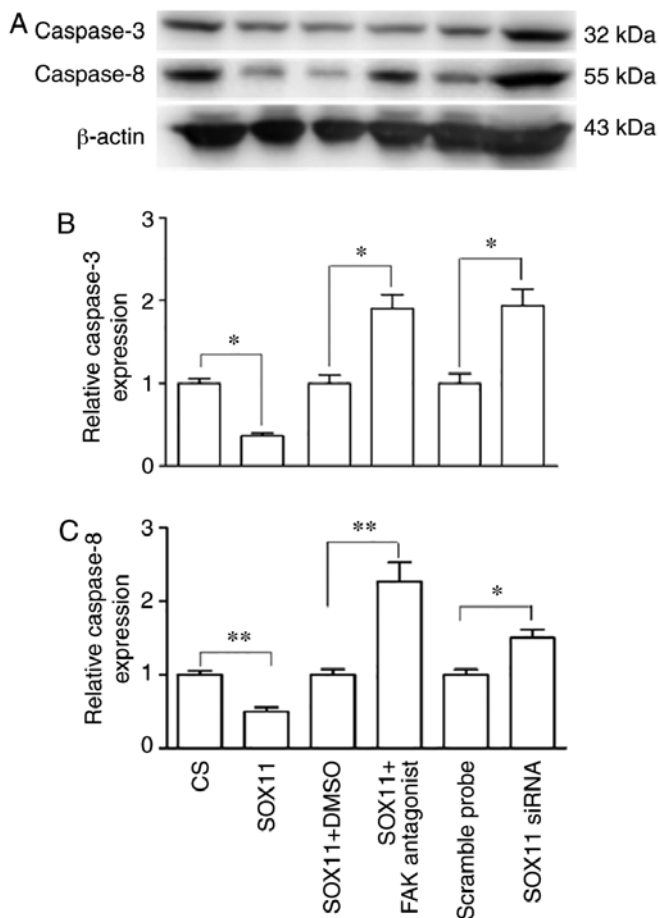 A
Caspase-3
32 kDa
Caspase-8
55 kDa
β-actin
43 kDa
B
Relative caspase-3
expression
3
2
1
0
*
*
*
C
Relative caspase-8
expression
3
2
1
0
**
**
*
CS
SOX11
SOX11+DMSO
SOX11+
FAK antagonist
Scramble probe
SOX11 siRNA